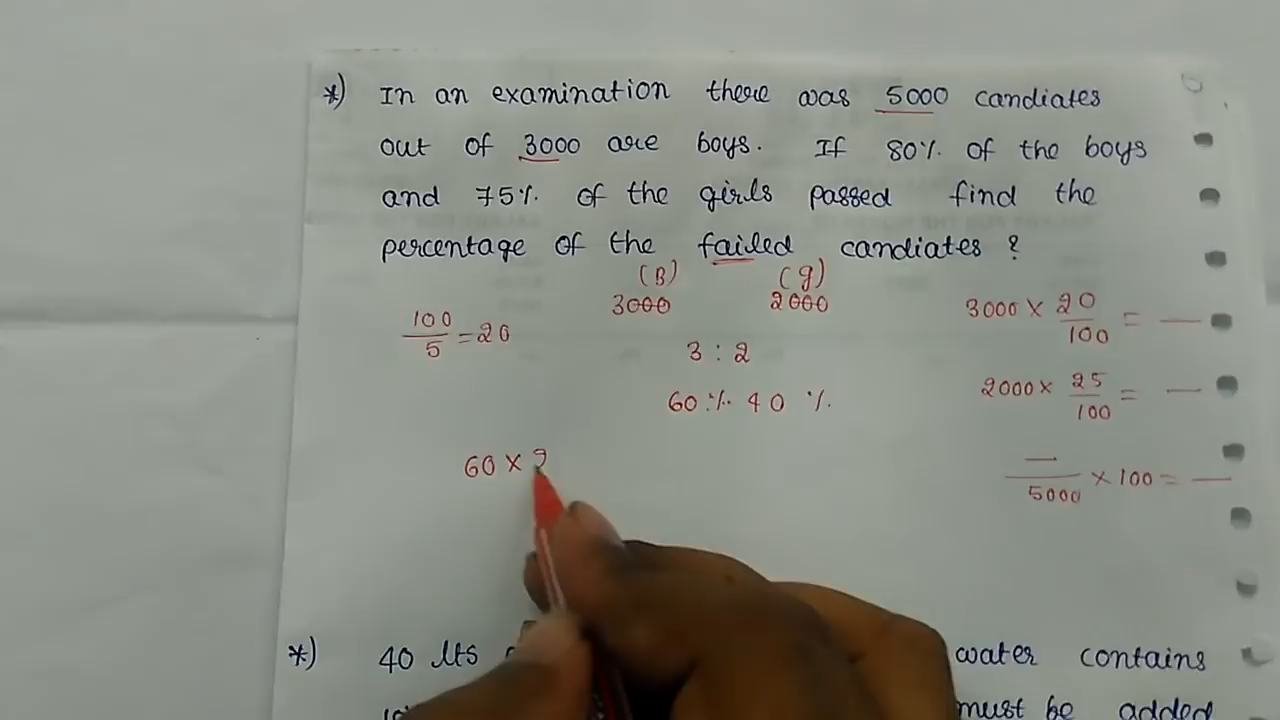 *) In an examination there was 5000 candiates
out of 3000 are boys. If 80% of the boys
and 75% of the girls passed find the
percentage of the failed candiates ?
(B) (g)
3000 2000
100/5 = 20
3 : 2
60 :% 40 %
60 ×
3000 × 20/100 = —
2000 × 25/100 = —
—/5000 × 100 = —
*) 40 lts water contains
must be added